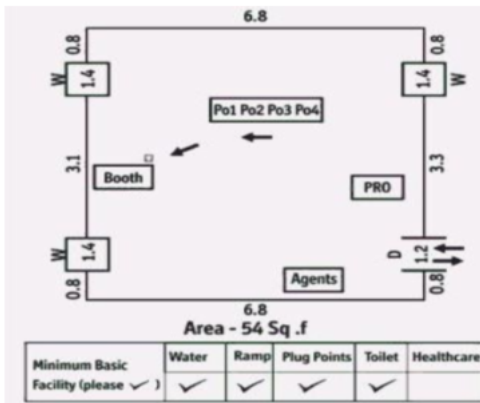 6.8
0.8 0.8
W 1.4 1.4 W
Po1 Po2 Po3 Po4
3.1 3.3
Booth
PRO
W 1.4 D 1.2
0.8 Agents 0.8
6.8
Area - 54 Sq .f
Minimum Basic Facility (please ✓ )
Water Ramp Plug Points Toilet Healthcare
✓ ✓ ✓ ✓